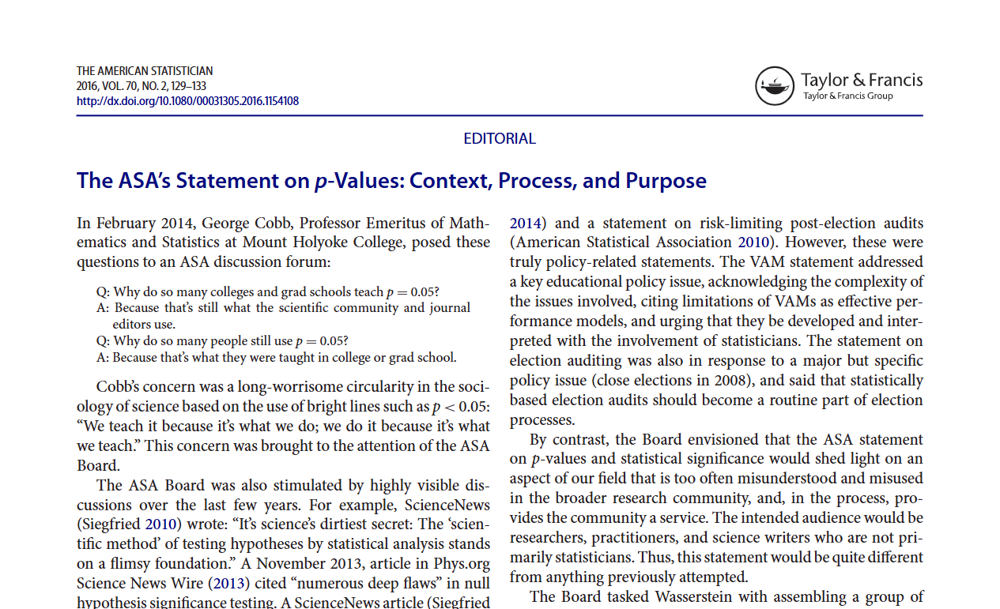 THE AMERICAN STATISTICIAN
2016, VOL. 70, NO. 2, 129–133
http://dx.doi.org/10.1080/00031305.2016.1154108
Taylor & Francis
Taylor & Francis Group
EDITORIAL
The ASA’s Statement on p-Values: Context, Process, and Purpose
In February 2014, George Cobb, Professor Emeritus of Math-
ematics and Statistics at Mount Holyoke College, posed these
questions to an ASA discussion forum:
Q: Why do so many colleges and grad schools teach p = 0.05?
A: Because that’s still what the scientific community and journal
editors use.
Q: Why do so many people still use p = 0.05?
A: Because that’s what they were taught in college or grad school.
Cobb’s concern was a long-worrisome circularity in the soci-
ology of science based on the use of bright lines such as p < 0.05:
“We teach it because it’s what we do; we do it because it’s what
we teach.” This concern was brought to the attention of the ASA
Board.
The ASA Board was also stimulated by highly visible dis-
cussions over the last few years. For example, ScienceNews
(Siegfried 2010) wrote: “It’s science’s dirtiest secret: The ‘scien-
tific method’ of testing hypotheses by statistical analysis stands
on a flimsy foundation.” A November 2013, article in Phys.org
Science News Wire (2013) cited “numerous deep flaws” in null
hypothesis significance testing. A ScienceNews article (Siegfried
2014) and a statement on risk-limiting post-election audits
(American Statistical Association 2010). However, these were
truly policy-related statements. The VAM statement addressed
a key educational policy issue, acknowledging the complexity of
the issues involved, citing limitations of VAMs as effective per-
formance models, and urging that they be developed and inter-
preted with the involvement of statisticians. The statement on
election auditing was also in response to a major but specific
policy issue (close elections in 2008), and said that statistically
based election audits should become a routine part of election
processes.
By contrast, the Board envisioned that the ASA statement
on p-values and statistical significance would shed light on an
aspect of our field that is too often misunderstood and misused
in the broader research community, and, in the process, pro-
vides the community a service. The intended audience would be
researchers, practitioners, and science writers who are not pri-
marily statisticians. Thus, this statement would be quite different
from anything previously attempted.
The Board tasked Wasserstein with assembling a group of